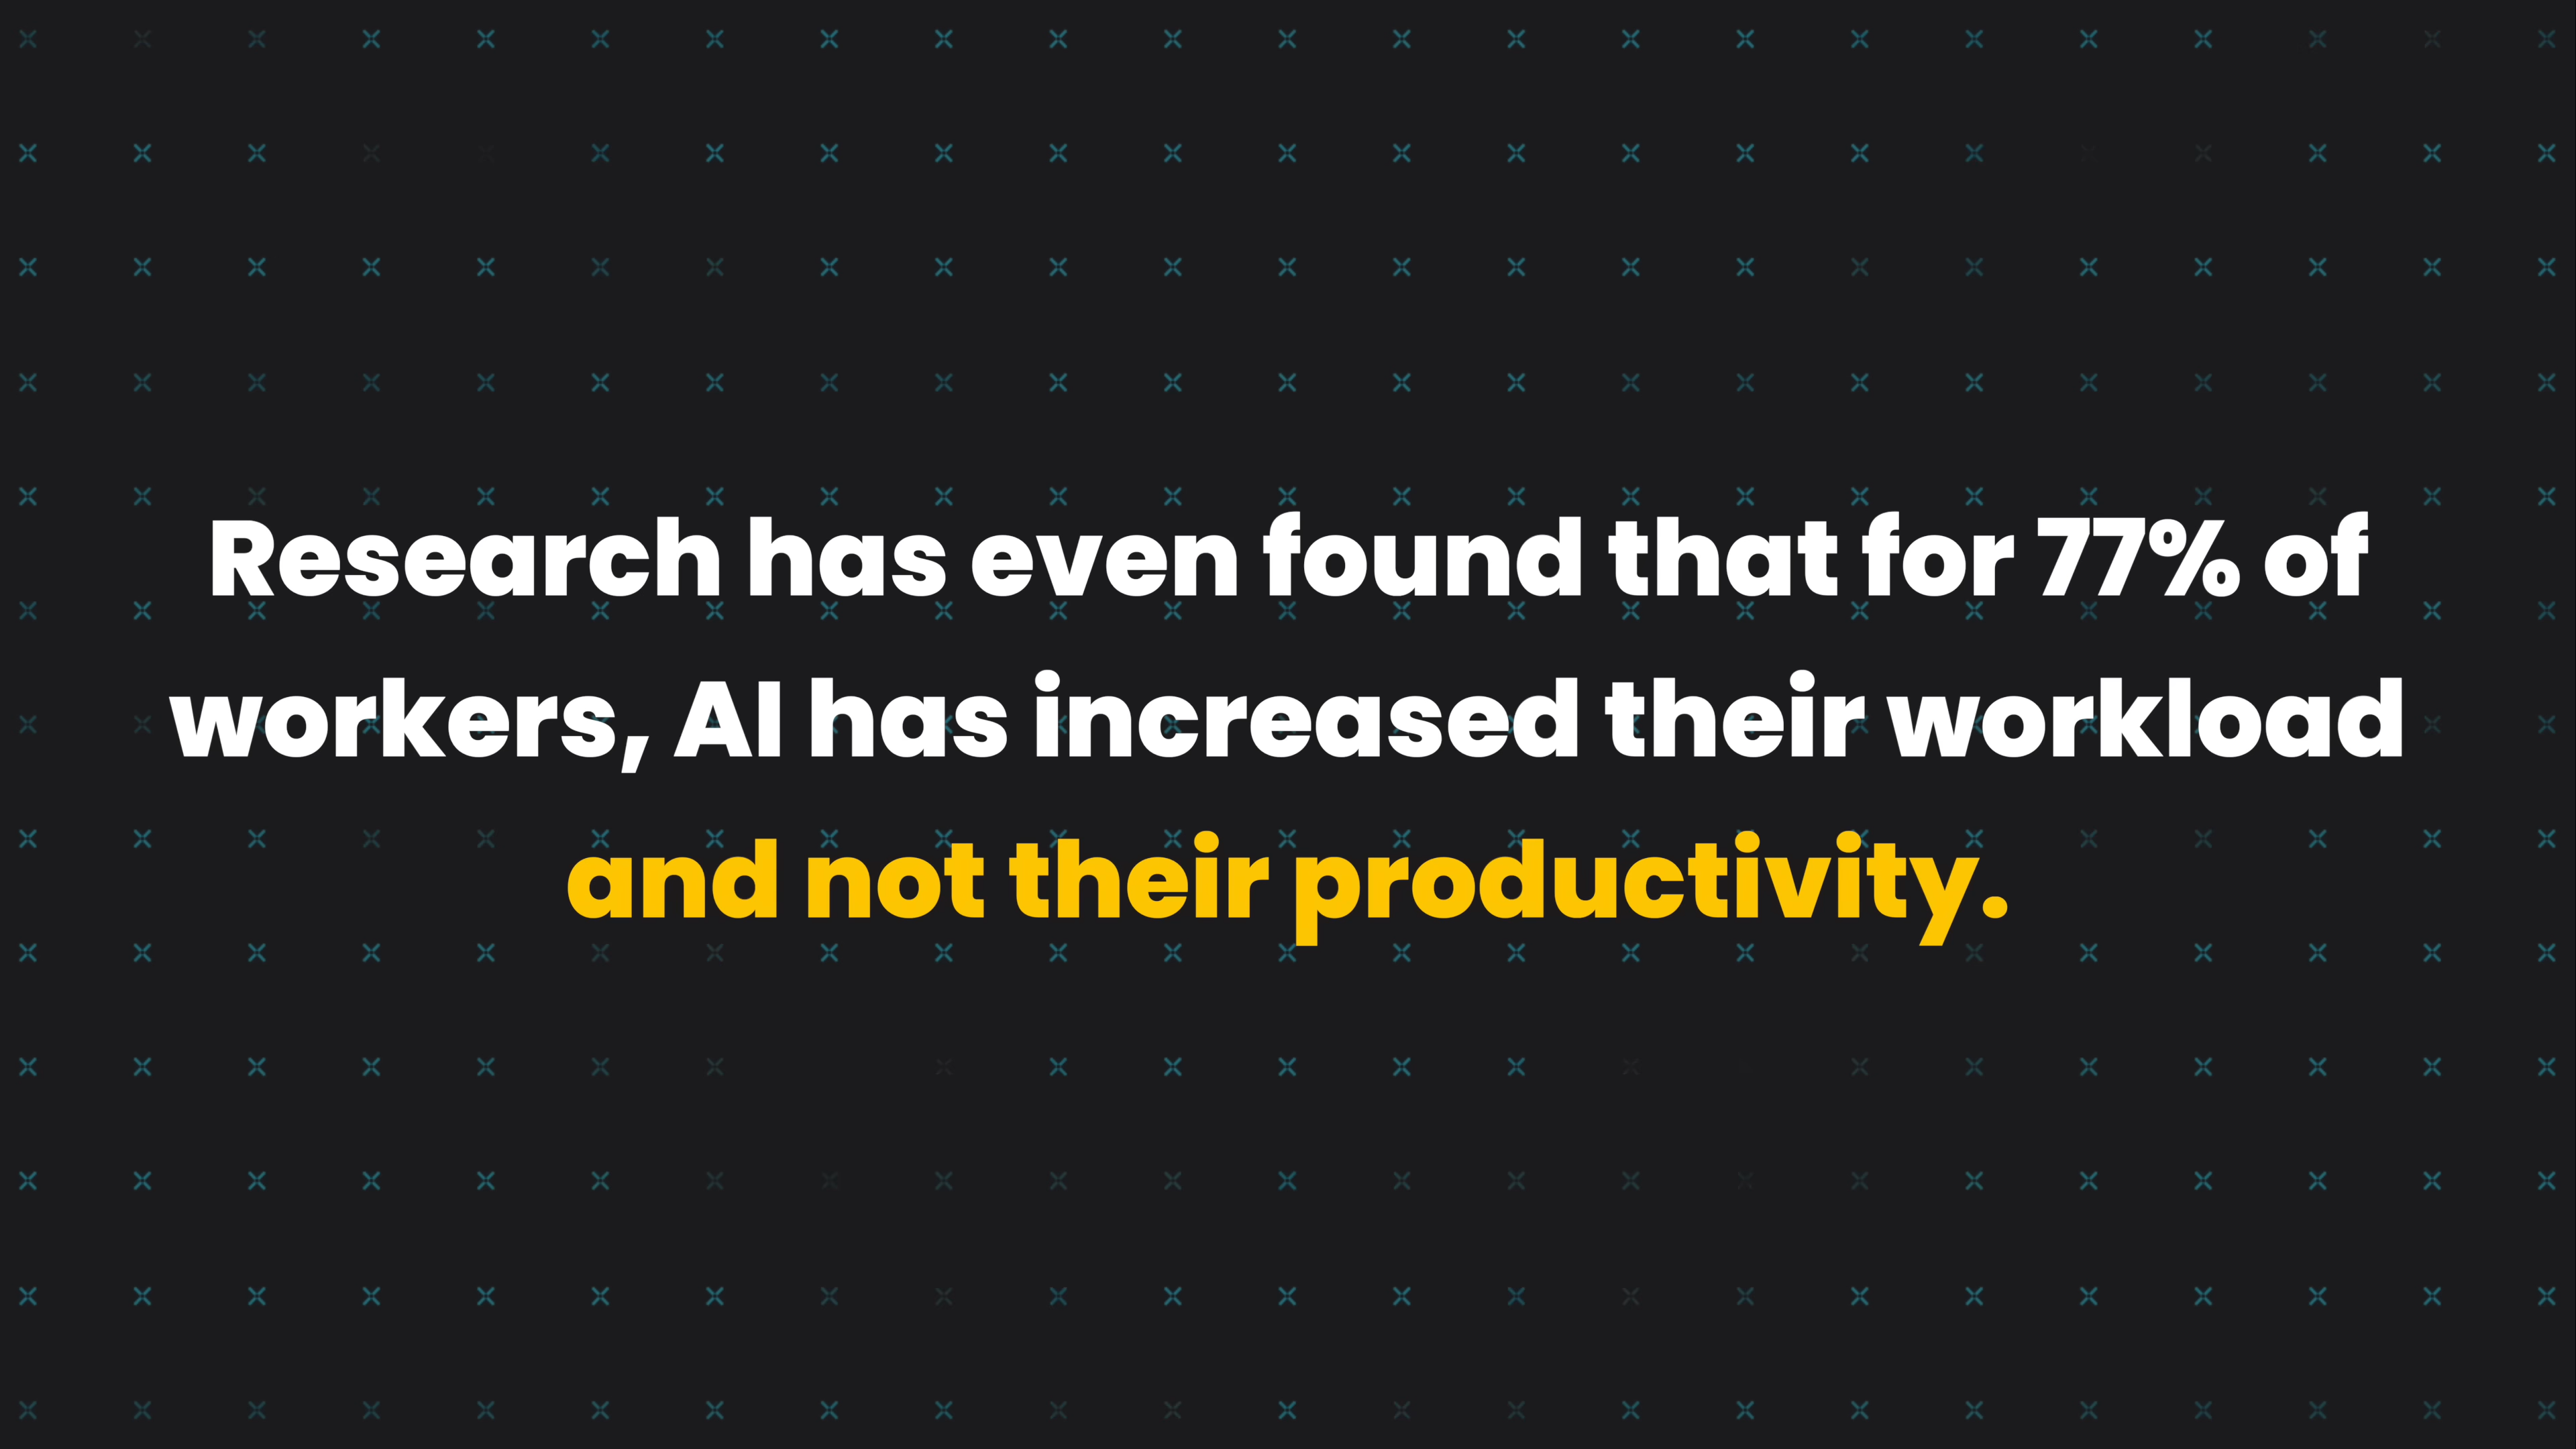 Research has even found that for 77% of
workers, AI has increased their workload
and not their productivity.